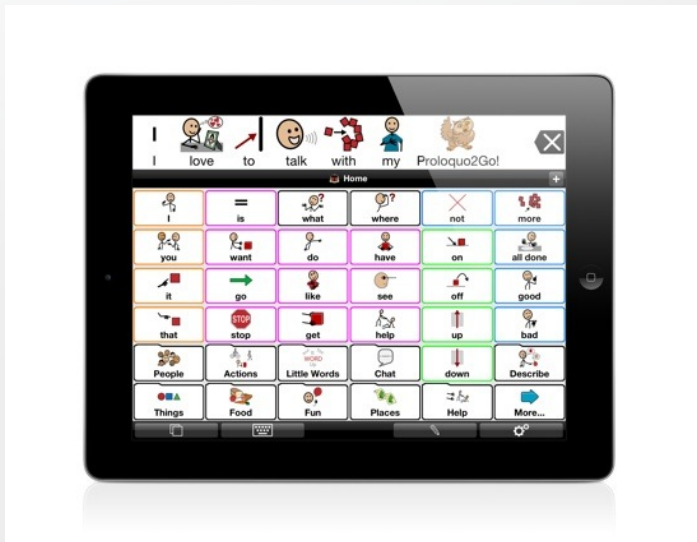 I love to talk with my Proloquo2Go!
Home
I is what where not more
you want do have on all done
it go like see off good
that STOP stop get help up bad
People Actions WORD Little Words Chat down Describe
Things Food Fun Places Help More...